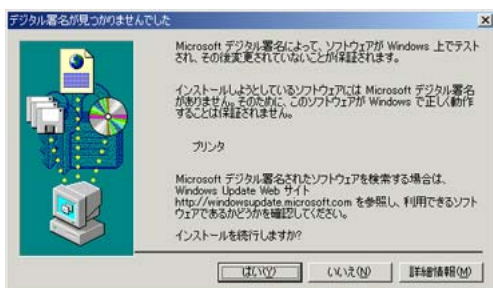 デジタル署名が見つかりませんでした
Microsoft デジタル署名によって、ソフトウェアが Windows 上でテスト
され、その後変更されていないことが保証されます。
インストールしようとしているソフトウェアには Microsoft デジタル署名
がありません。そのために、このソフトウェアが Windows で正しく動作
することは保証されません。
プリンタ
Microsoft デジタル署名されたソフトウェアを検索する場合は、
Windows Update Web サイト
http://windowsupdate.microsoft.com を参照し、利用できるソフト
ウェアであるかどうかを確認してください。
インストールを続行しますか?
はい(Y) いいえ(N) 詳細情報(M)